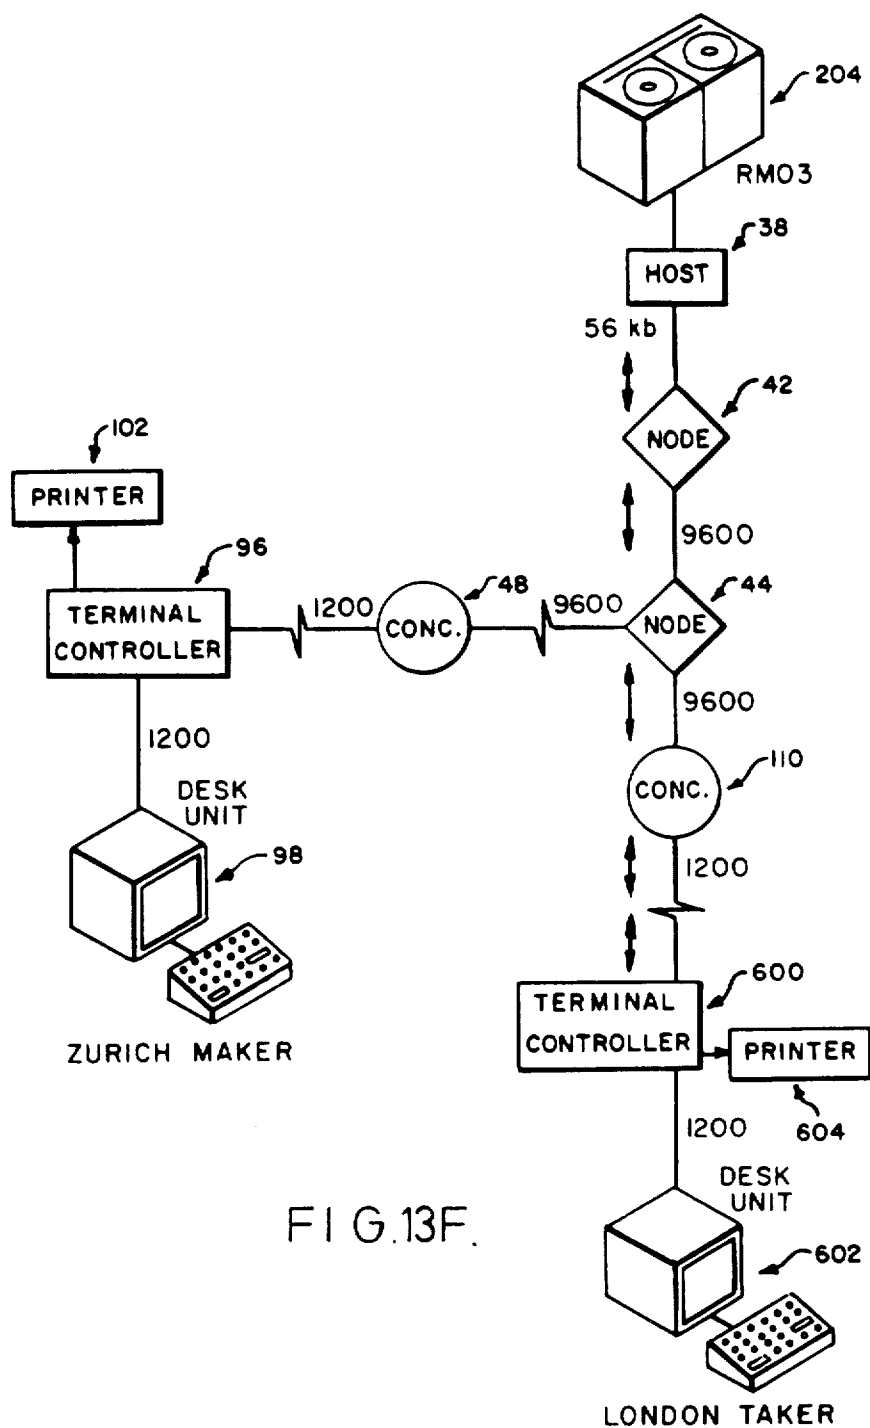 204
RM03
38
HOST
56 kb
42
NODE
102
PRINTER
9600
96
48
44
TERMINAL
CONTROLLER
1200
CONC.
9600
NODE
9600
1200
110
DESK
UNIT
CONC.
98
1200
600
TERMINAL
CONTROLLER
ZURICH MAKER
PRINTER
604
1200
DESK
UNIT
FIG.13F.
602
LONDON TAKER